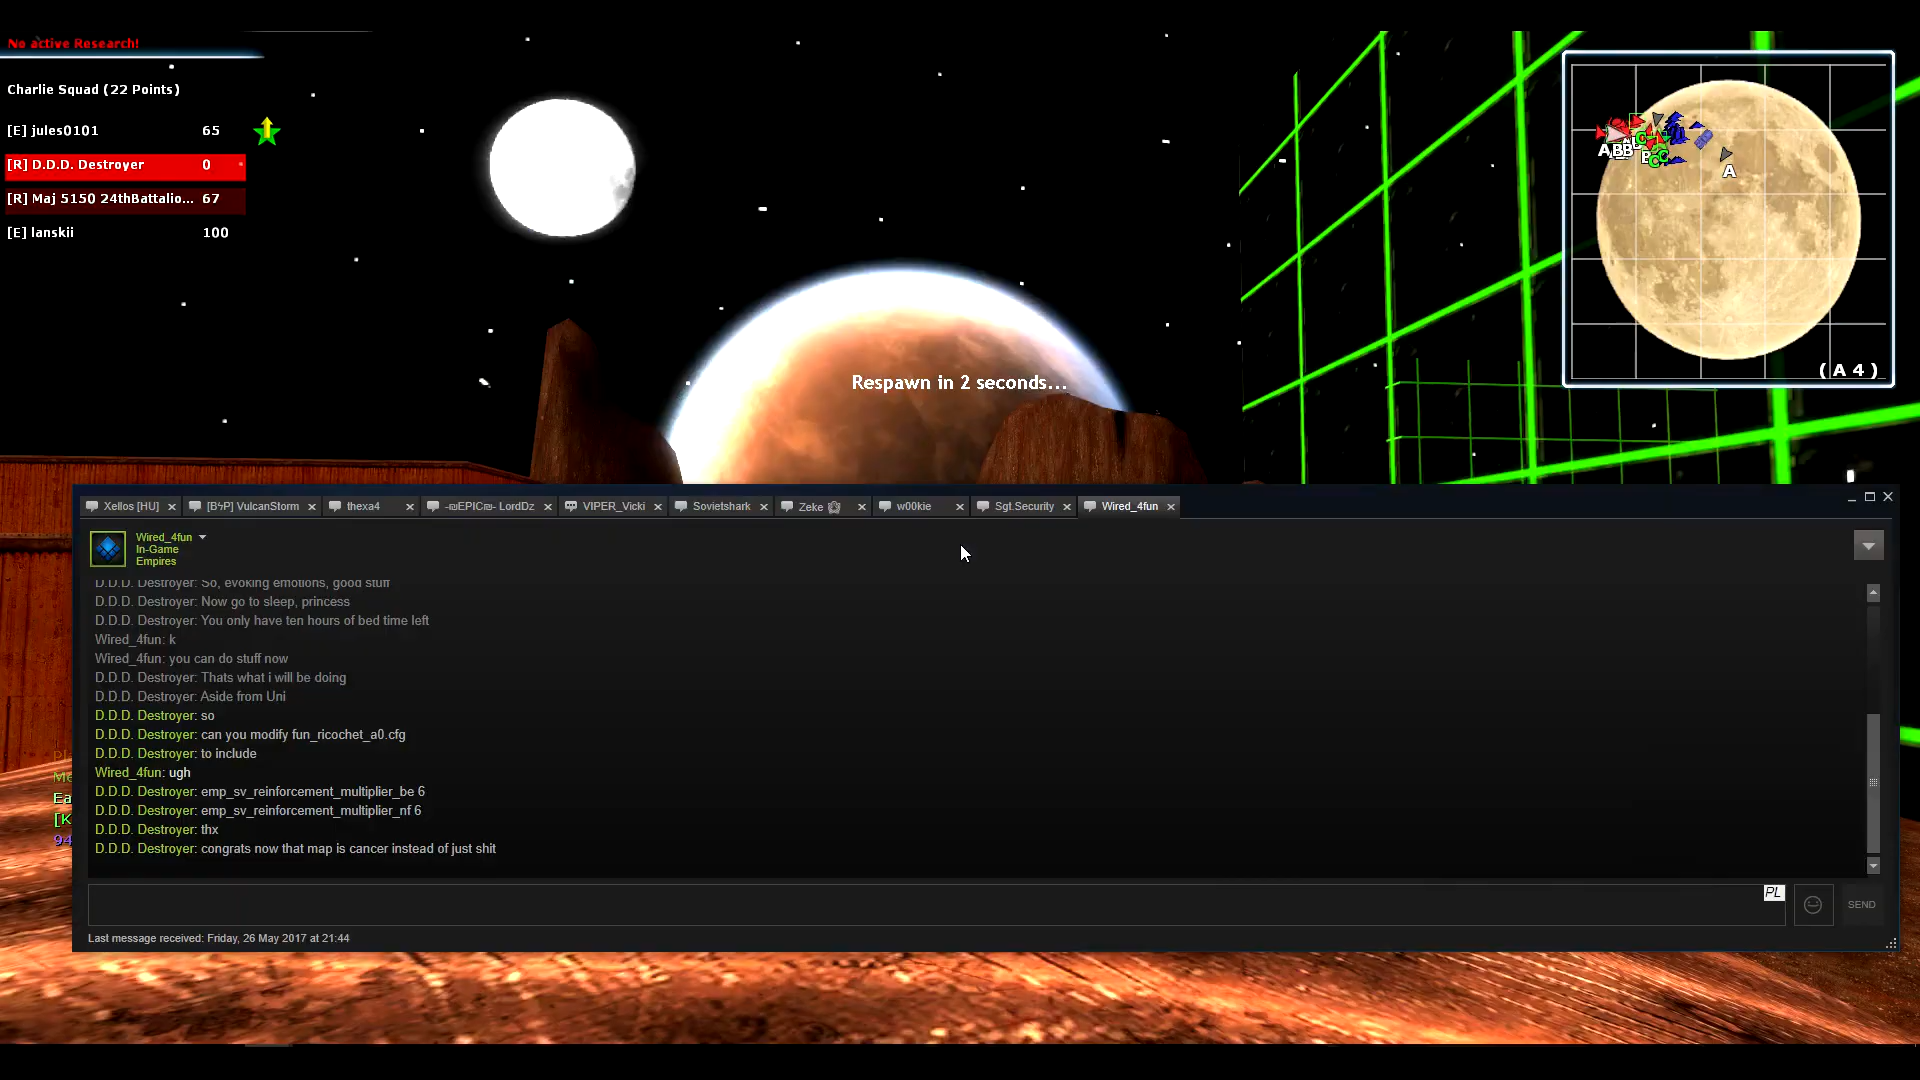 No active Research!
Charlie Squad (22 Points)
[E] jules0101 65
[R] D.D.D. Destroyer 0
[R] Maj 5150 24thBattalio... 67
[E] lanskii 100
Respawn in 2 seconds...
A B B
C
B C C
A
( A 4 )
Xellos [HU]
[BϟP] VulcanStorm
thexa4
-₪EPIC₪- LordDz
VIPER_Vicki
Sovietshark
Zeke
w00kie
Sgt.Security
Wired_4fun
Wired_4fun
In-Game
Empires
D.D.D. Destroyer: So, evoking emotions, good stuff
D.D.D. Destroyer: Now go to sleep, princess
D.D.D. Destroyer: You only have ten hours of bed time left
Wired_4fun: k
Wired_4fun: you can do stuff now
D.D.D. Destroyer: Thats what i will be doing
D.D.D. Destroyer: Aside from Uni
D.D.D. Destroyer: so
D.D.D. Destroyer: can you modify fun_ricochet_a0.cfg
D.D.D. Destroyer: to include
Wired_4fun: ugh
D.D.D. Destroyer: emp_sv_reinforcement_multiplier_be 6
D.D.D. Destroyer: emp_sv_reinforcement_multiplier_nf 6
D.D.D. Destroyer: thx
D.D.D. Destroyer: congrats now that map is cancer instead of just shit
Ea
[K
94
PL
SEND
Last message received: Friday, 26 May 2017 at 21:44